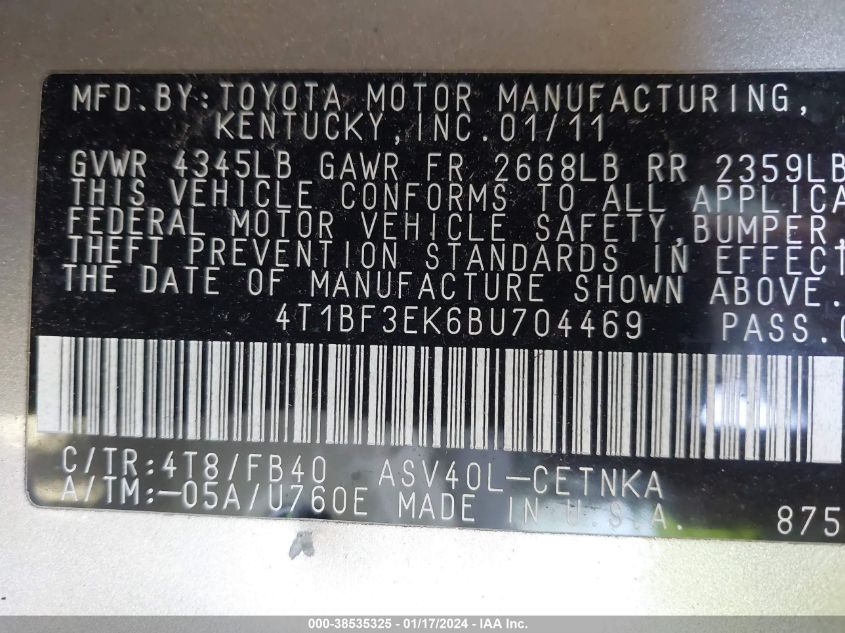 MFD.BY:TOYOTA MOTOR MANUFACTURING,
KENTUCKY,INC.01/11
GVWR 4345LB GAWR FR 2668LB RR 2359LB
THIS VEHICLE CONFORMS TO ALL APPLICA
FEDERAL MOTOR VEHICLE SAFETY,BUMPER,
THEFT PREVENTION STANDARDS IN EFFECT
THE DATE OF MANUFACTURE SHOWN ABOVE.
4T1BF3EK6BU704469 PASS.
C/TR:4T8/FB40 ASV40L-CETNKA
A/TM:-05A/U760E MADE IN U.S.A. 875
000-38535325 - 01/17/2024 - IAA Inc.